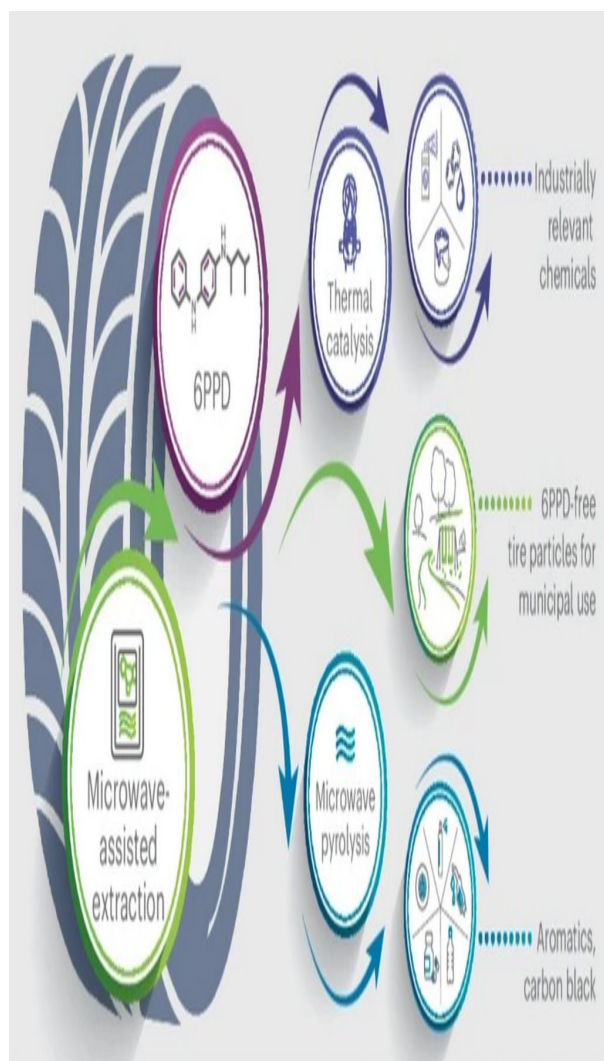 N
H
N
H
6PPD
Thermal
catalysis
Industrially
relevant
chemicals
6PPD-free
tire particles for
municipal use
Microwave-
assisted
extraction
Microwave
pyrolysis
Aromatics,
carbon black